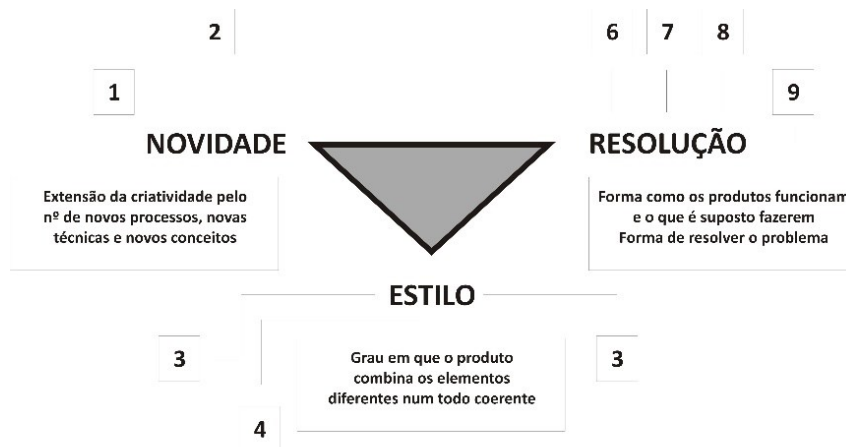 2
6 7 8
1
9
NOVIDADE
RESOLUÇÃO
Extensão da criatividade pelo
nº de novos processos, novas
técnicas e novos conceitos
Forma como os produtos funcionam
e o que é suposto fazerem
Forma de resolver o problema
ESTILO
3
Grau em que o produto
combina os elementos
diferentes num todo coerente
3
4